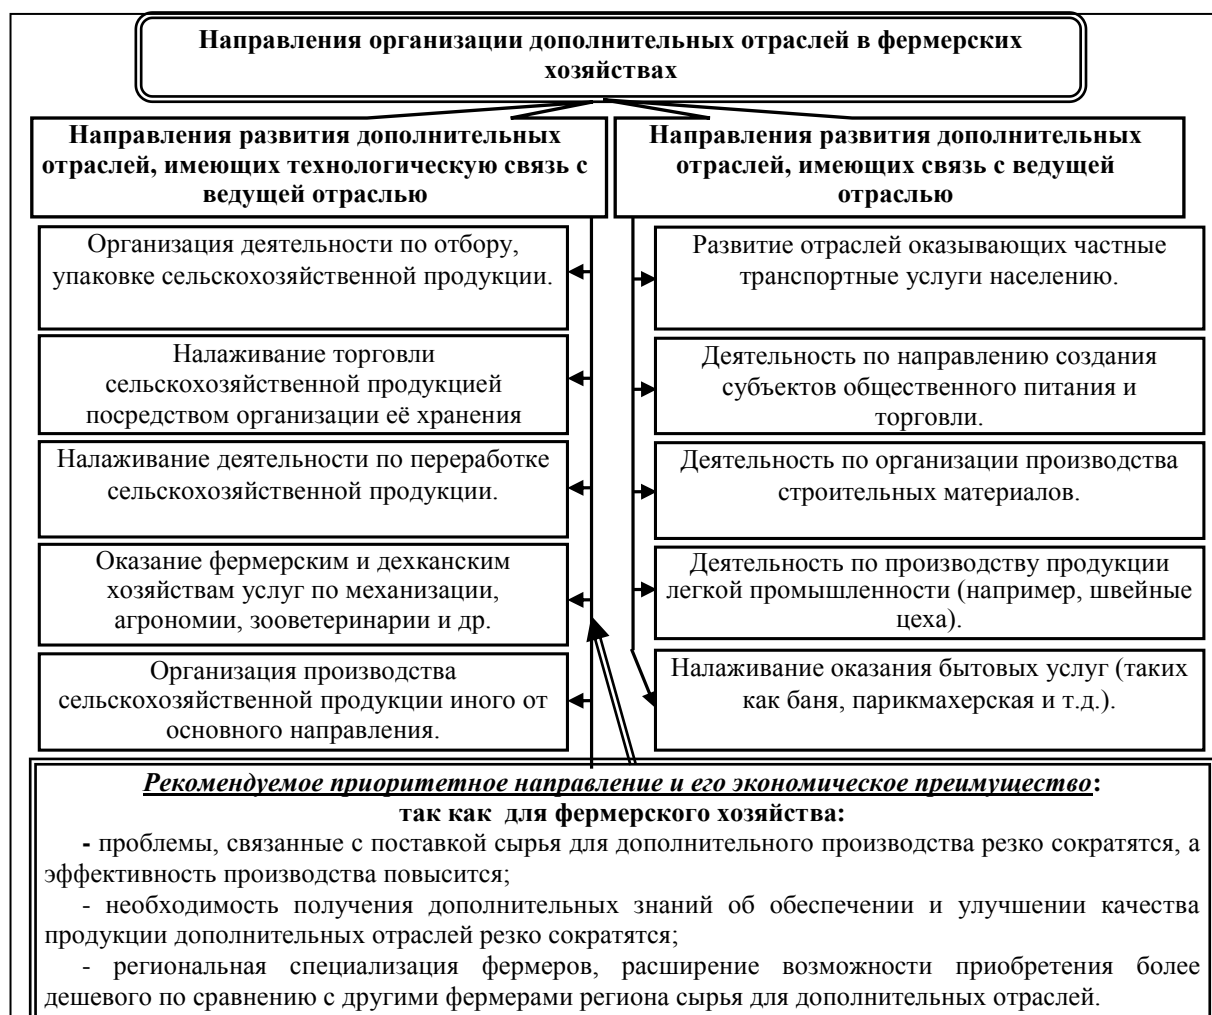 Направления организации дополнительных отраслей в фермерских
хозяйствах
Направления развития дополнительных
отраслей, имеющих технологическую связь с
ведущей отраслью
Направления развития дополнительных
отраслей, имеющих связь с ведущей
отраслью
Организация деятельности по отбору,
упаковке сельскохозяйственной продукции.
Налаживание торговли
сельскохозяйственной продукцией
посредством организации её хранения
Налаживание деятельности по переработке
сельскохозяйственной продукции.
Оказание фермерским и дехканским
хозяйствам услуг по механизации,
агрономии, зооветеринарии и др.
Организация производства
сельскохозяйственной продукции иного от
основного направления.
Развитие отраслей оказывающих частные
транспортные услуги населению.
Деятельность по направлению создания
субъектов общественного питания и
торговли.
Деятельность по организации производства
строительных материалов.
Деятельность по производству продукции
легкой промышленности (например, швейные
цеха).
Налаживание оказания бытовых услуг (таких
как баня, парикмахерская и т.д.).
Рекомендуемое приоритетное направление и его экономическое преимущество:
так как для фермерского хозяйства:
- проблемы, связанные с поставкой сырья для дополнительного производства резко сократятся, а
эффективность производства повысится;
- необходимость получения дополнительных знаний об обеспечении и улучшении качества
продукции дополнительных отраслей резко сократятся;
- региональная специализация фермеров, расширение возможности приобретения более
дешевого по сравнению с другими фермерами региона сырья для дополнительных отраслей.